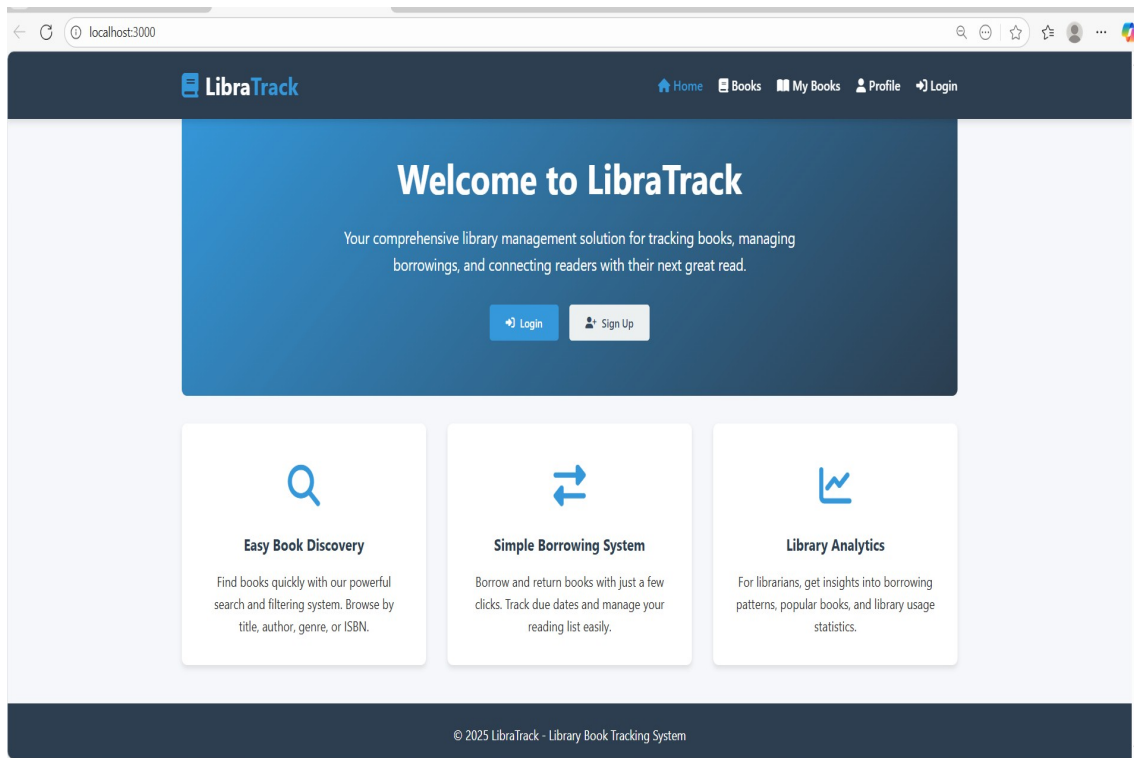 localhost:3000
LibraTrack
Home Books My Books Profile Login
Welcome to LibraTrack
Your comprehensive library management solution for tracking books, managing
borrowings, and connecting readers with their next great read.
Login Sign Up
Easy Book Discovery
Find books quickly with our powerful
search and filtering system. Browse by
title, author, genre, or ISBN.
Simple Borrowing System
Borrow and return books with just a few
clicks. Track due dates and manage your
reading list easily.
Library Analytics
For librarians, get insights into borrowing
patterns, popular books, and library usage
statistics.
© 2025 LibraTrack - Library Book Tracking System